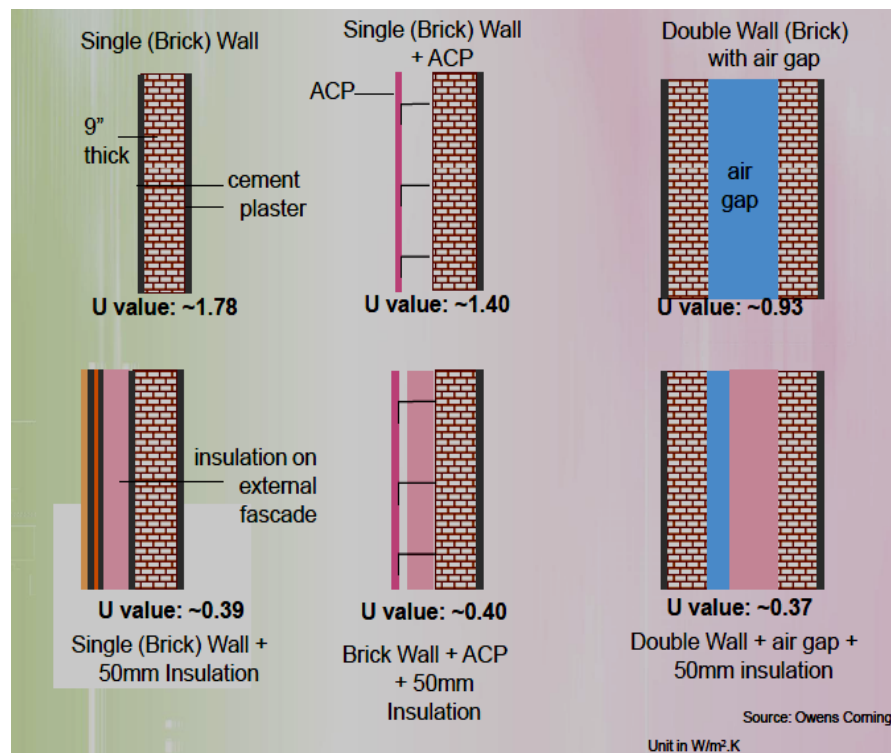 Single (Brick) Wall
Single (Brick) Wall
+ ACP
Double Wall (Brick)
with air gap
ACP
9”
thick
cement
plaster
air
gap
U value: ~1.78
U value: ~1.40
U value: ~0.93
insulation on
external
fascade
U value: ~0.39
U value: ~0.40
U value: ~0.37
Single (Brick) Wall +
50mm Insulation
Brick Wall + ACP
+ 50mm
Insulation
Double Wall + air gap +
50mm insulation
Source: Owens Corning
Unit in W/m².K